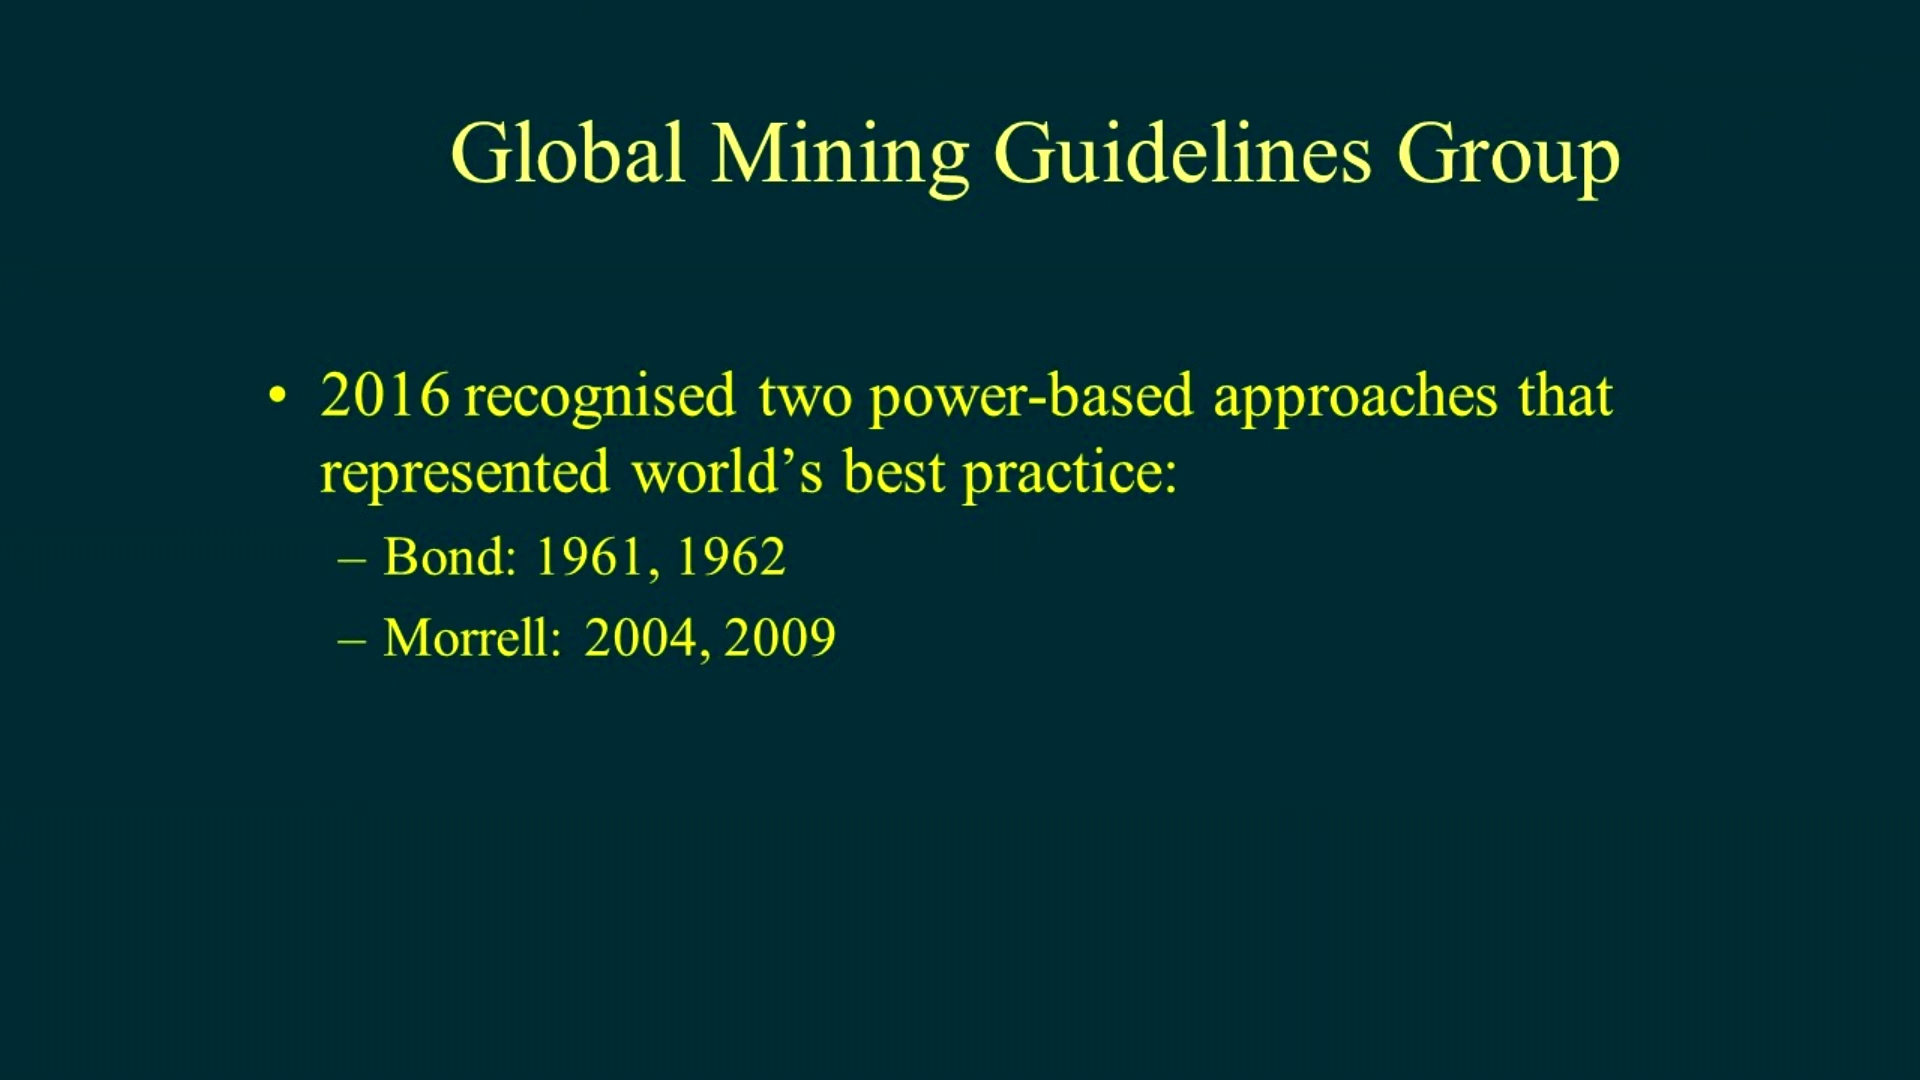 Global Mining Guidelines Group
• 2016 recognised two power-based approaches that
represented world’s best practice:
– Bond: 1961, 1962
– Morrell: 2004, 2009